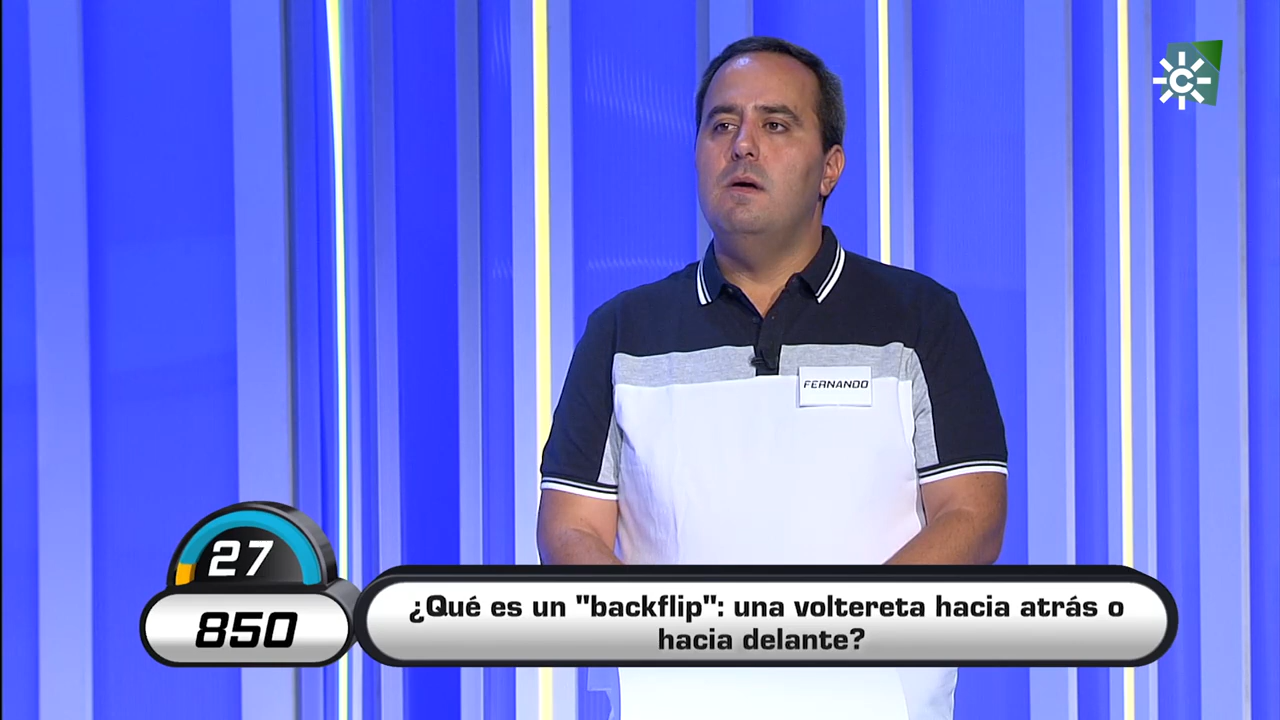 C
FERNANDO
27
850
¿Qué es un "backflip": una voltereta hacia atrás o
hacia delante?